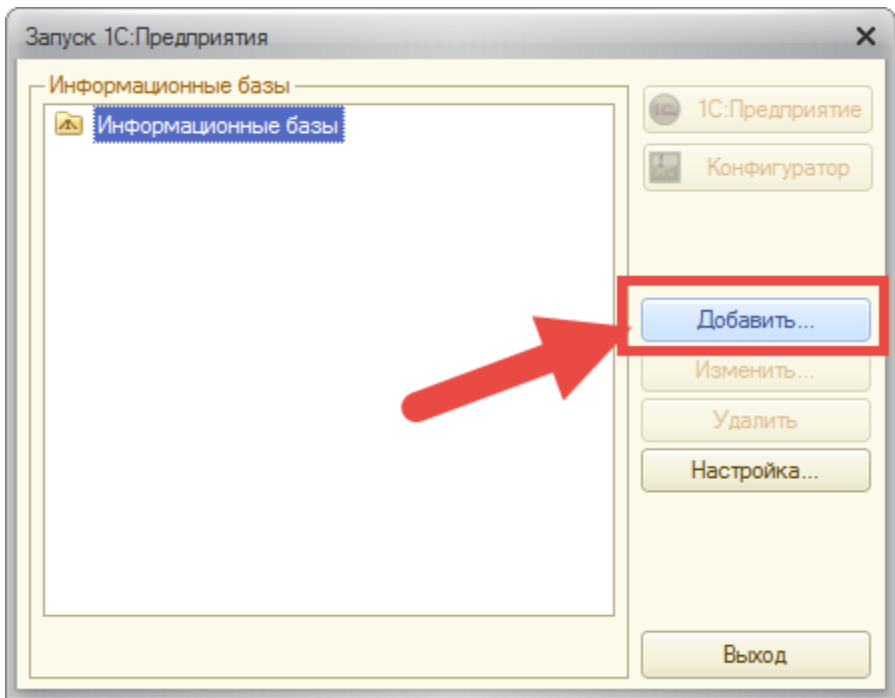 Запуск 1С:Предприятия
Информационные базы
Информационные базы
1С:Предприятие
Конфигуратор
Добавить...
Изменить...
Удалить
Настройка...
Выход